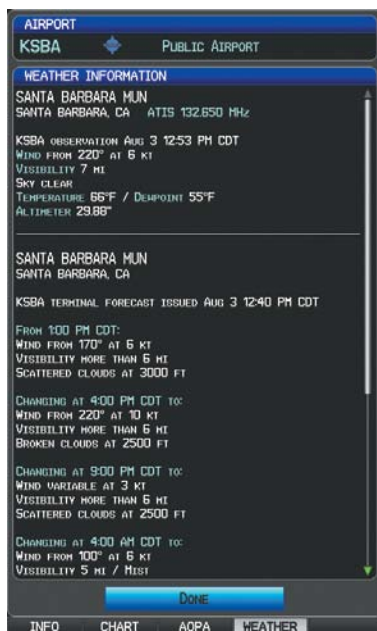 AIRPORT
KSBA PUBLIC AIRPORT
WEATHER INFORMATION
SANTA BARBARA MUN
SANTA BARBARA, CA ATIS 132.650 MHz
KSBA OBSERVATION AUG 3 12:53 PM CDT
WIND FROM 220° AT 6 KT
VISIBILITY 7 MI
SKY CLEAR
TEMPERATURE 66°F / DEWPOINT 55°F
ALTIMETER 29.88"
SANTA BARBARA MUN
SANTA BARBARA, CA
KSBA TERMINAL FORECAST ISSUED AUG 3 12:40 PM CDT
FROM 1:00 PM CDT:
WIND FROM 170° AT 6 KT
VISIBILITY MORE THAN 6 MI
SCATTERED CLOUDS AT 3000 FT
CHANGING AT 4:00 PM CDT TO:
WIND FROM 220° AT 10 KT
VISIBILITY MORE THAN 6 MI
BROKEN CLOUDS AT 2500 FT
CHANGING AT 9:00 PM CDT TO:
WIND VARIABLE AT 3 KT
VISIBILITY MORE THAN 6 MI
SCATTERED CLOUDS AT 2500 FT
CHANGING AT 4:00 AM CDT TO:
WIND FROM 100° AT 6 KT
VISIBILITY 5 MI / MIST
DONE
INFO CHART AOPA WEATHER